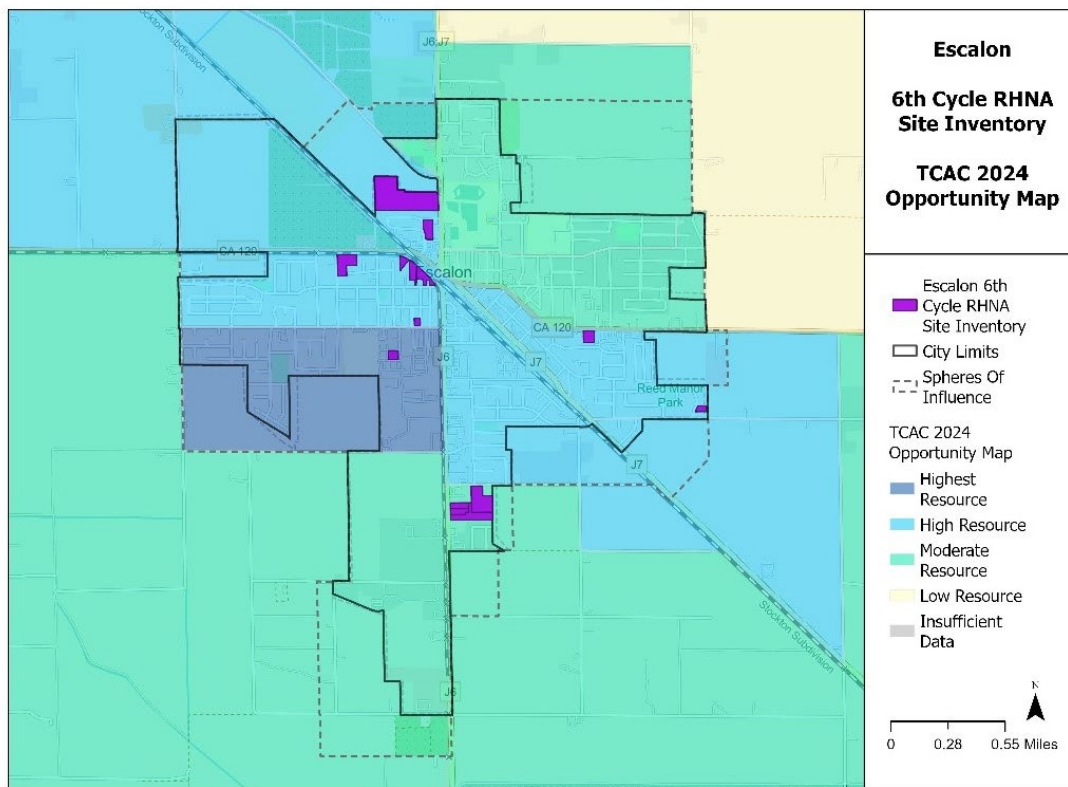 Stockton Subdivision
J6;J7
CA 120
Escalon
CA 120
J6
J7
Reed Manor
Park
J7
Stockton Subdivision
J6
Escalon
6th Cycle RHNA
Site Inventory
TCAC 2024
Opportunity Map
Escalon 6th
Cycle RHNA
Site Inventory
City Limits
Spheres Of
Influence
TCAC 2024
Opportunity Map
Highest
Resource
High Resource
Moderate
Resource
Low Resource
Insufficient
Data
N
0 0.28 0.55 Miles